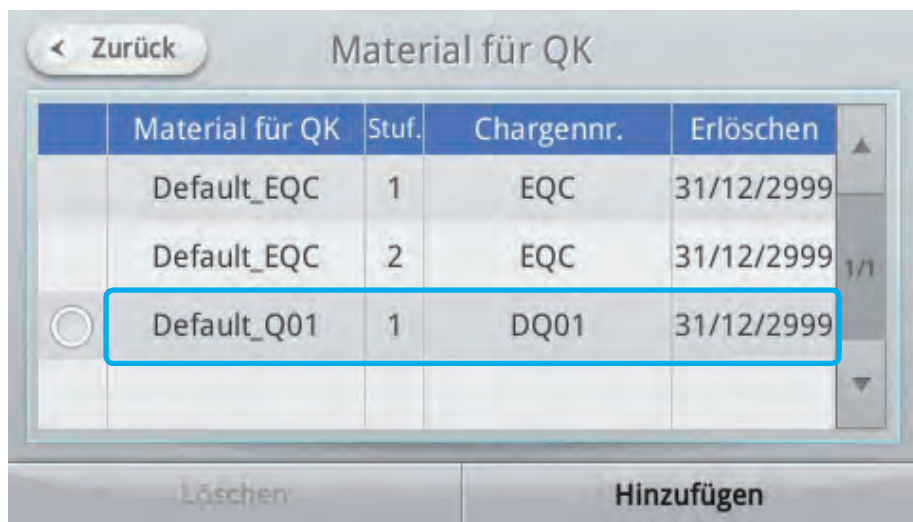 < Zurück Material für QK
Material für QK Stuf. Chargennr. Erlöschen
Default_EQC 1 EQC 31/12/2999
Default_EQC 2 EQC 31/12/2999
1/1
Default_Q01 1 DQ01 31/12/2999
Löschen Hinzufügen